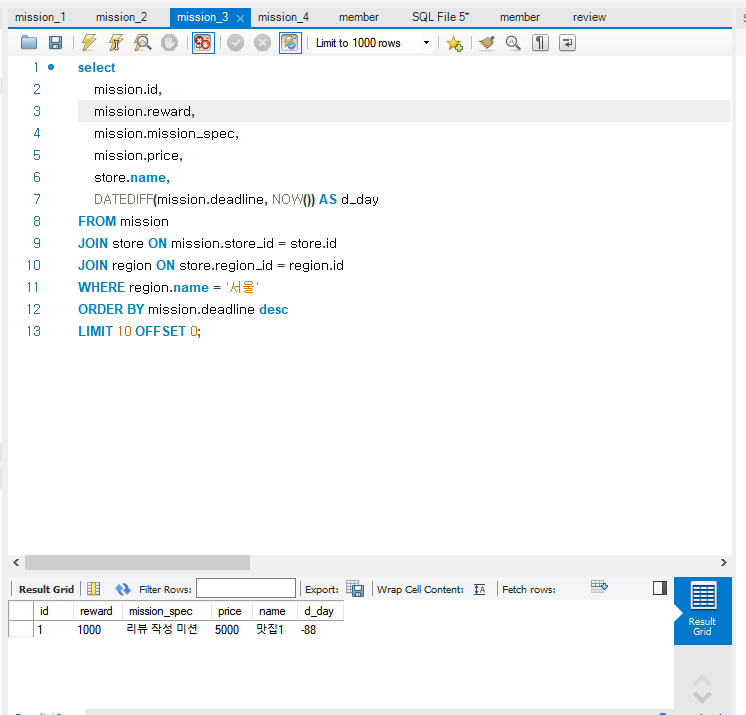 mission_1 mission_2 mission_3 mission_4 member SQL File 5* member review
Limit to 1000 rows
1 select
2 mission.id,
3 mission.reward,
4 mission.mission_spec,
5 mission.price,
6 store.name,
7 DATEDIFF(mission.deadline, NOW()) AS d_day
8 FROM mission
9 JOIN store ON mission.store_id = store.id
10 JOIN region ON store.region_id = region.id
11 WHERE region.name = '서울'
12 ORDER BY mission.deadline desc
13 LIMIT 10 OFFSET 0;
Result Grid Filter Rows: Export: Wrap Cell Content: Fetch rows:
id reward mission_spec price name d_day
1 1000 리뷰 작성 미션 5000 맛집1 -88
Result
Grid